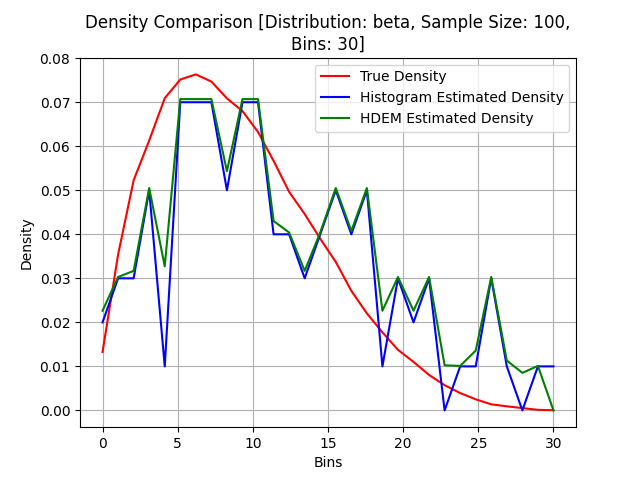 Density Comparison [Distribution: beta, Sample Size: 100,
Bins: 30]
True Density
Histogram Estimated Density
HDEM Estimated Density
Density
0.08
0.07
0.06
0.05
0.04
0.03
0.02
0.01
0.00
0 5 10 15 20 25 30
Bins